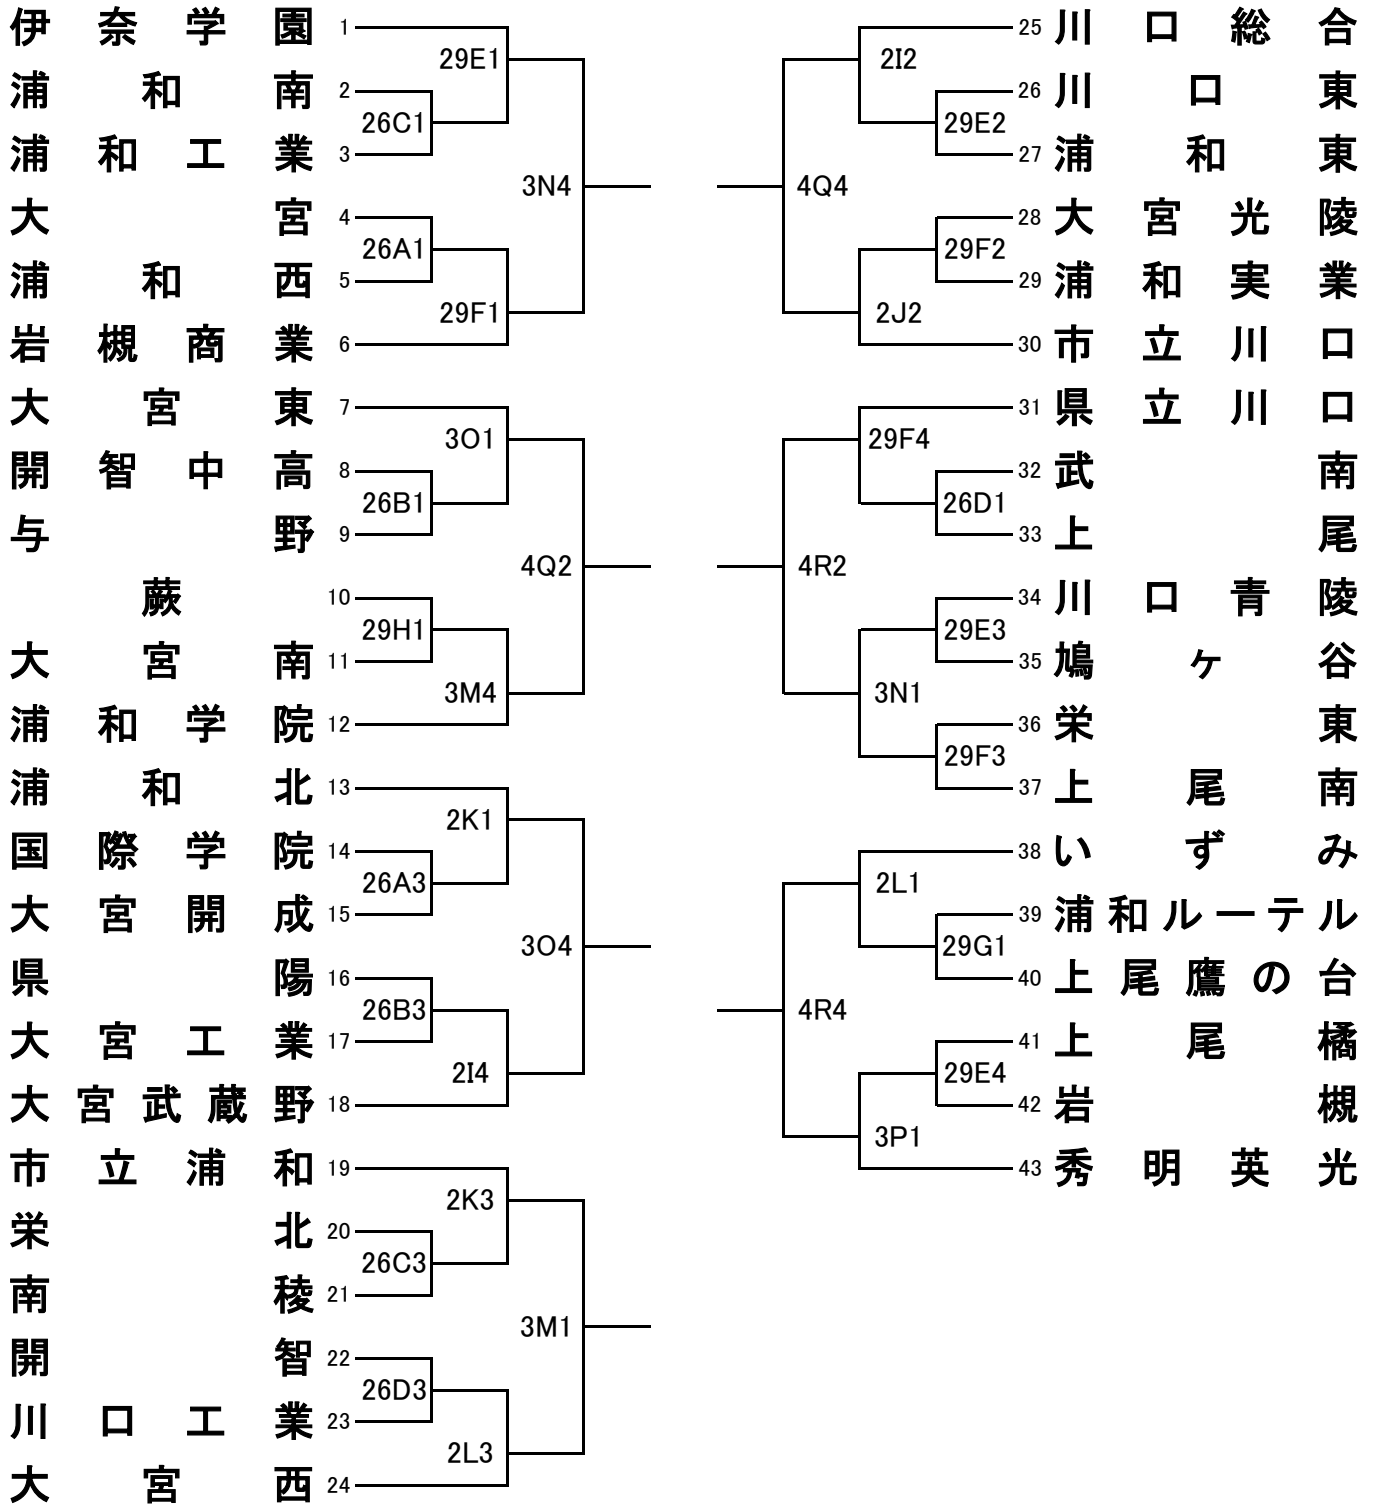 伊奈学園 1
29E1
浦和南 2
26C1
浦和工業 3
3N4
大宮 4
26A1
浦和西 5
29F1
岩槻商業 6
大宮東 7
3O1
開智中高 8
26B1
与野 9
4Q2
蕨 10
29H1
大宮南 11
3M4
浦和学院 12
浦和北 13
2K1
国際学院 14
26A3
大宮開成 15
3O4
県陽 16
26B3
大宮工業 17
2I4
大宮武蔵野 18
市立浦和 19
2K3
栄北 20
26C3
南稜 21
3M1
開智 22
26D3
川口工業 23
2L3
大宮西 24
25 川口総合
2I2
26 川口東
29E2
27 浦和東
4Q4
28 大宮光陵
29F2
29 浦和実業
2J2
30 市立川口
31 県立川口
29F4
32 武南
26D1
33 上尾
4R2
34 川口青陵
29E3
35 鳩ヶ谷
3N1
36 栄東
29F3
37 上尾南
38 いずみ
2L1
39 浦和ルーテル
29G1
40 上尾鷹の台
4R4
41 上尾橘
29E4
42 岩槻
3P1
43 秀明英光